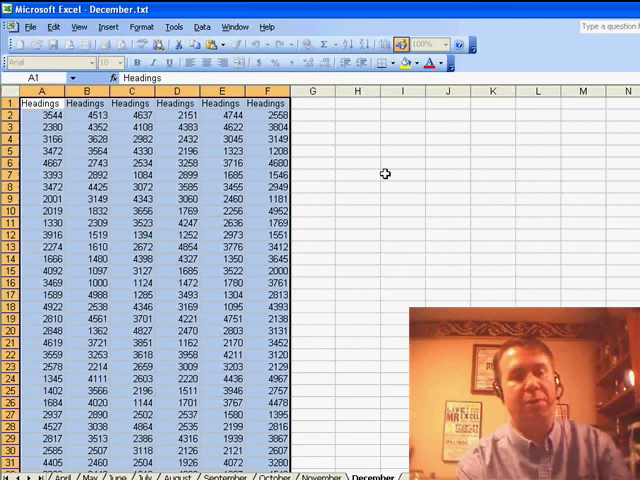 Microsoft Excel - December.txt
File Edit View Insert Format Tools Data Window Help
Type a question f
100%
Arial 10 B I U
A1 fx Headings
A B C D E F G H I J K L M N
1 Headings Headings Headings Headings Headings Headings
2 3544 4513 4637 2151 4744 2558
3 2380 4352 4108 4383 4622 3804
4 3166 3628 2982 2432 3045 3149
5 3472 3564 4330 2196 1323 1208
6 4667 2743 2534 3258 3716 4680
7 3393 2892 1084 2899 1685 1546
8 3472 4425 3072 3585 3455 2949
9 2001 3149 4343 3060 2460 1181
10 2019 1832 3656 1769 2256 4952
11 1330 2309 3523 4247 2636 1769
12 3916 1519 1394 1252 2973 1551
13 2274 1610 2672 4854 3776 3412
14 1666 1480 4398 4327 1350 3645
15 4092 1097 3127 1685 3522 2000
16 3469 1000 1124 1472 1780 3761
17 1589 4988 1285 3493 1304 2813
18 4922 2538 4346 3169 1095 4393
19 2810 4561 3701 4221 4751 2138
20 2848 1362 4827 2470 2803 3131
21 4619 3721 3851 1162 2170 3452
22 3559 3253 3618 3958 4211 3120
23 2578 2214 2659 3009 3203 2129
24 1345 4111 2603 2220 4436 4967
25 1402 3566 2196 2511 3946 2757
26 1684 4020 1144 1701 3767 4478
27 2937 2890 2502 2537 1580 1395
28 4527 3038 4864 2535 2199 2816
29 2817 3513 2386 4316 1939 3867
30 2585 2507 3118 2126 2121 2607
31 4405 2460 2504 1926 4072 3280
April May June July August September October November December
LIVE!
MR
EXCEL